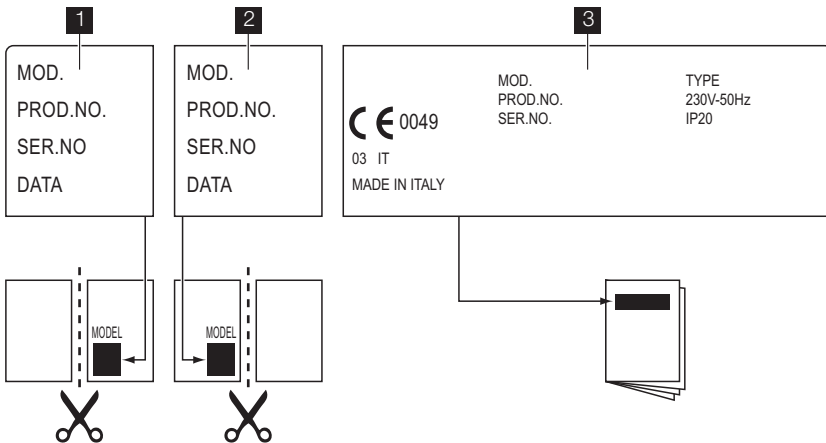 1
MOD.
PROD.NO.
SER.NO
DATA
2
MOD.
PROD.NO.
SER.NO
DATA
3
MOD. TYPE
PROD.NO. 230V-50Hz
SER.NO. IP20
CE 0049
03 IT
MADE IN ITALY
MODEL
MODEL